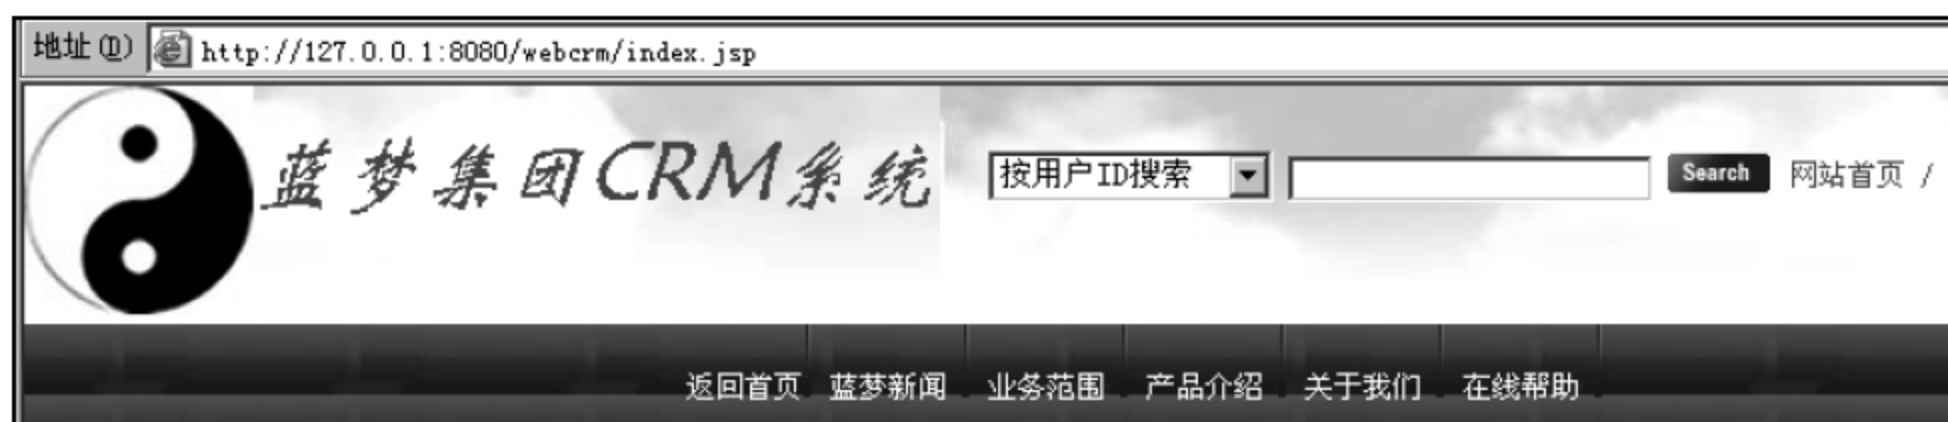 地址(D) http://127.0.0.1:8080/webcrm/index.jsp
蓝梦集团CRM系统 按用户ID搜索 Search 网站首页 /
返回首页 蓝梦新闻 业务范围 产品介绍 关于我们 在线帮助